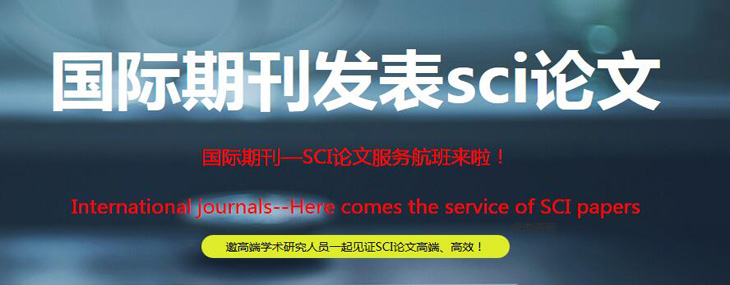 国际期刊发表sci论文
国际期刊—SCI论文服务航班来啦！
International journals--Here comes the service of SCI papers
邀高端学术研究人员一起见证SCI论文高端、高效！